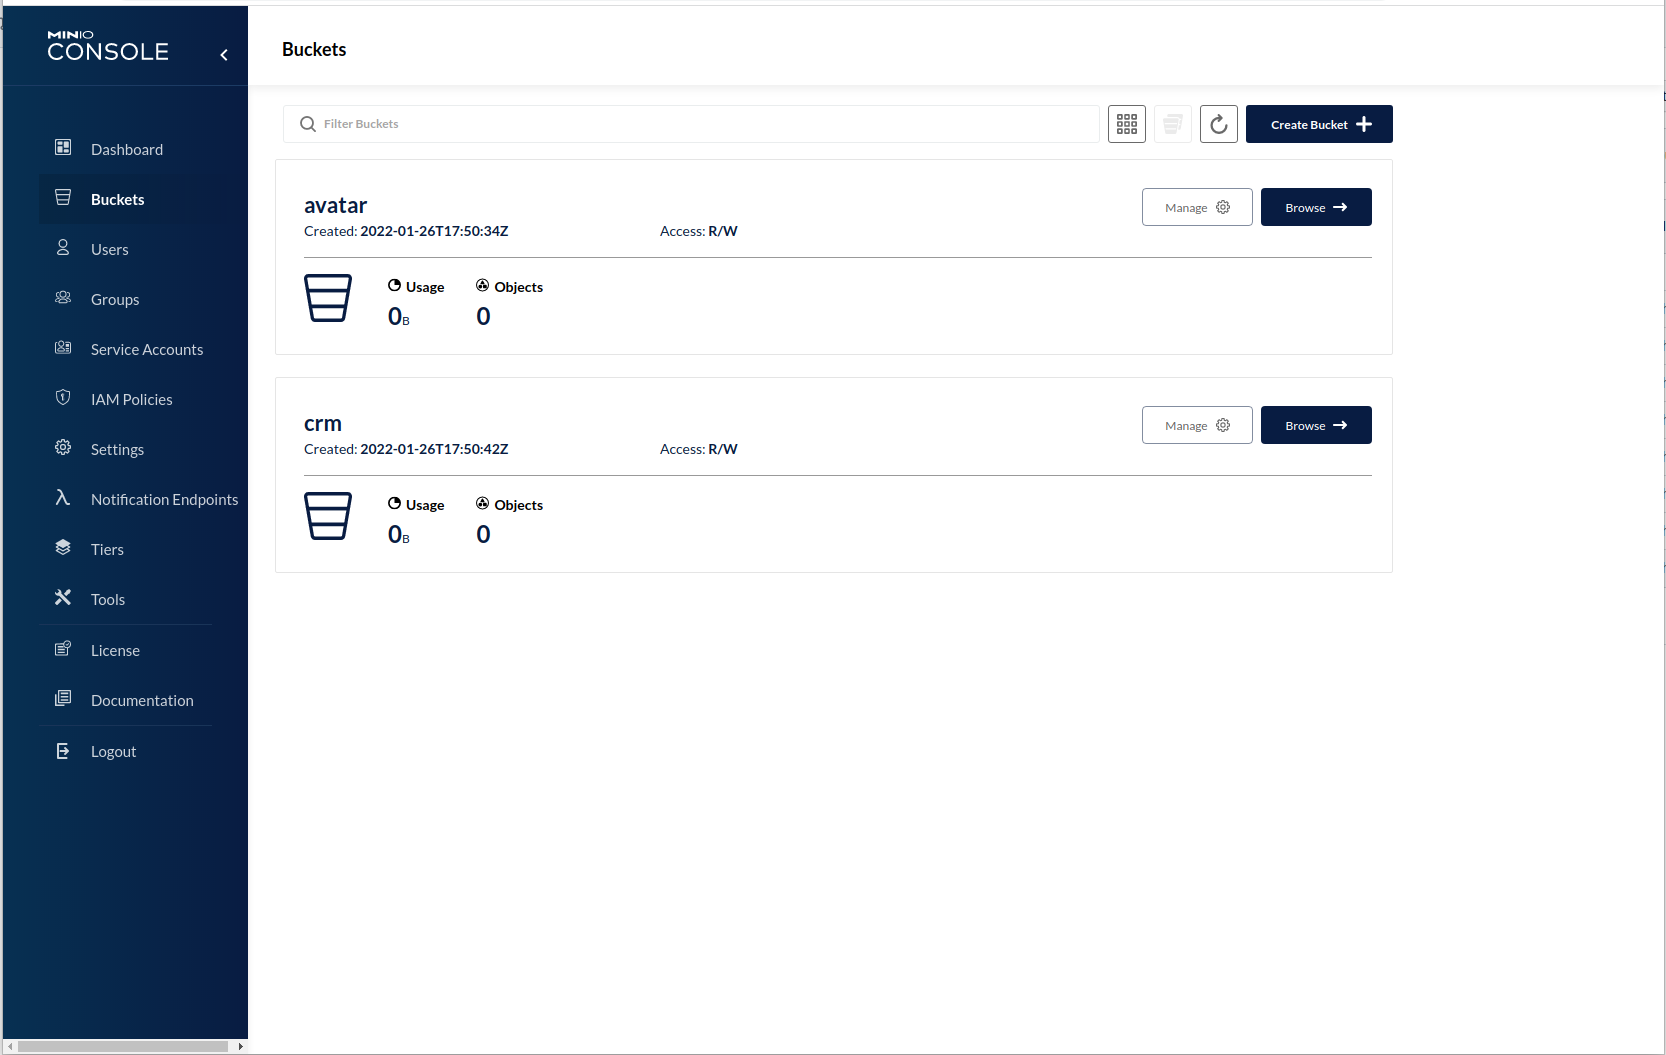 MINIO
CONSOLE
Dashboard
Buckets
Users
Groups
Service Accounts
IAM Policies
Settings
Notification Endpoints
Tiers
Tools
License
Documentation
Logout
Buckets
Filter Buckets
Create Bucket
avatar
Manage
Browse
Created: 2022-01-26T17:50:34Z
Access: R/W
Usage
Objects
0B
0
crm
Manage
Browse
Created: 2022-01-26T17:50:42Z
Access: R/W
Usage
Objects
0B
0